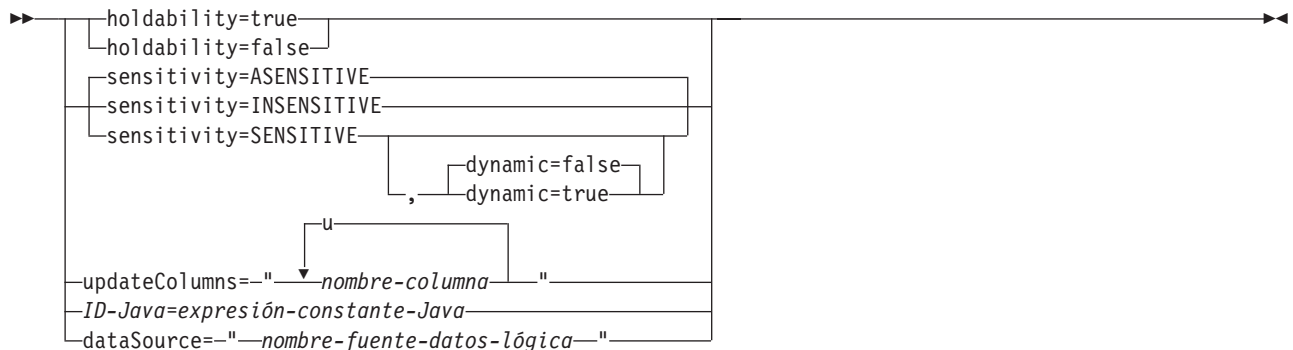 holdability=true
holdability=false
sensitivity=ASENSITIVE
sensitivity=INSENSITIVE
sensitivity=SENSITIVE
dynamic=false
, dynamic=true
u
updateColumns= " nombre-columna "
ID-Java=expresión-constante-Java
dataSource= " nombre-fuente-datos-lógica "